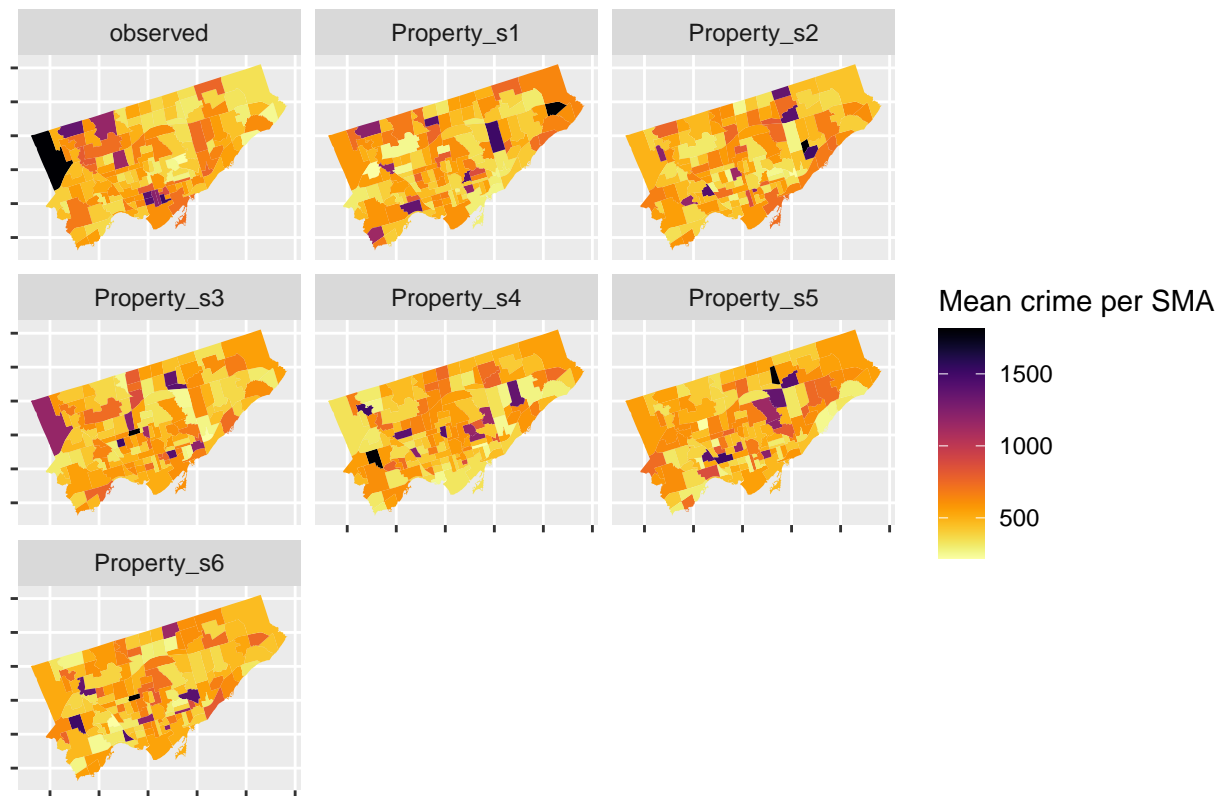 observed
Property_s1
Property_s2
Property_s3
Property_s4
Property_s5
Property_s6
Mean crime per SMA
1500
1000
500